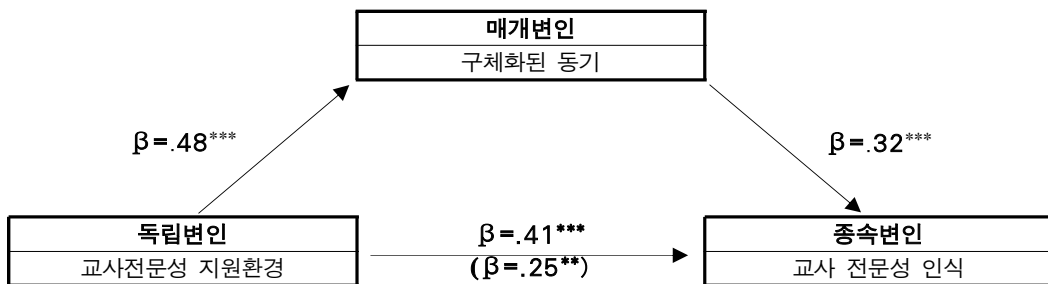 매개변인
구체화된 동기
β=.48***
β=.32***
독립변인
교사전문성 지원환경
β=.41***
(β=.25**)
종속변인
교사 전문성 인식